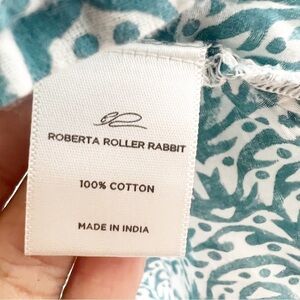 ROBERTA ROLLER RABBIT
100% COTTON
MADE IN INDIA